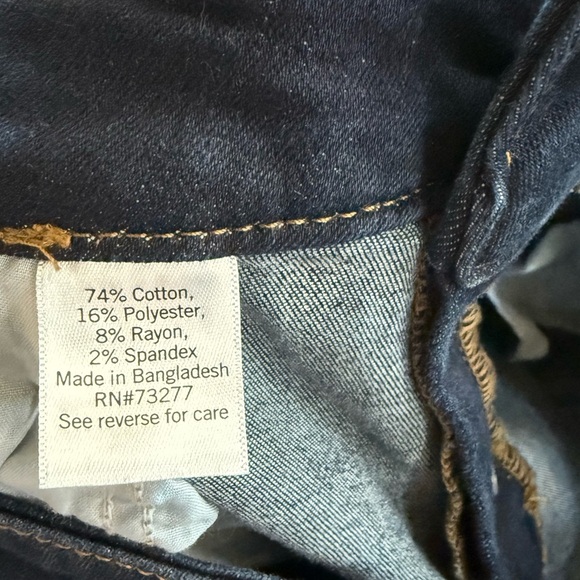 74% Cotton,
16% Polyester,
8% Rayon,
2% Spandex
Made in Bangladesh
RN#73277
See reverse for care